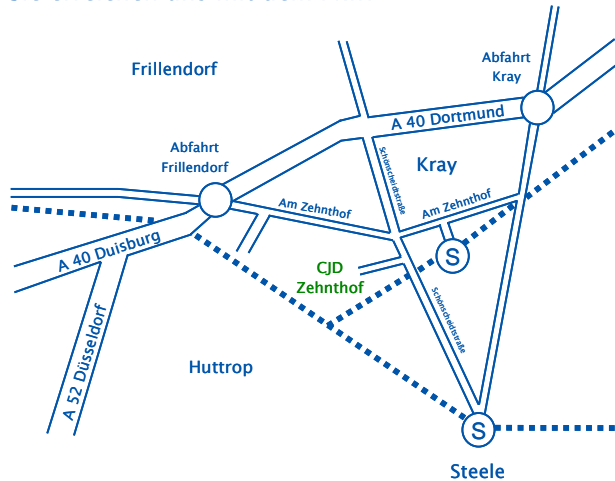 Frillendorf
Abfahrt
Kray
A 40 Dortmund
Abfahrt
Frillendorf
Schönscheidtstraße
Kray
Am Zehnthof
Am Zehnthof
A 40 Duisburg
S
CJD
Zehnthof
Schönscheidtstraße
A 52 Düsseldorf
Huttrop
S
Steele